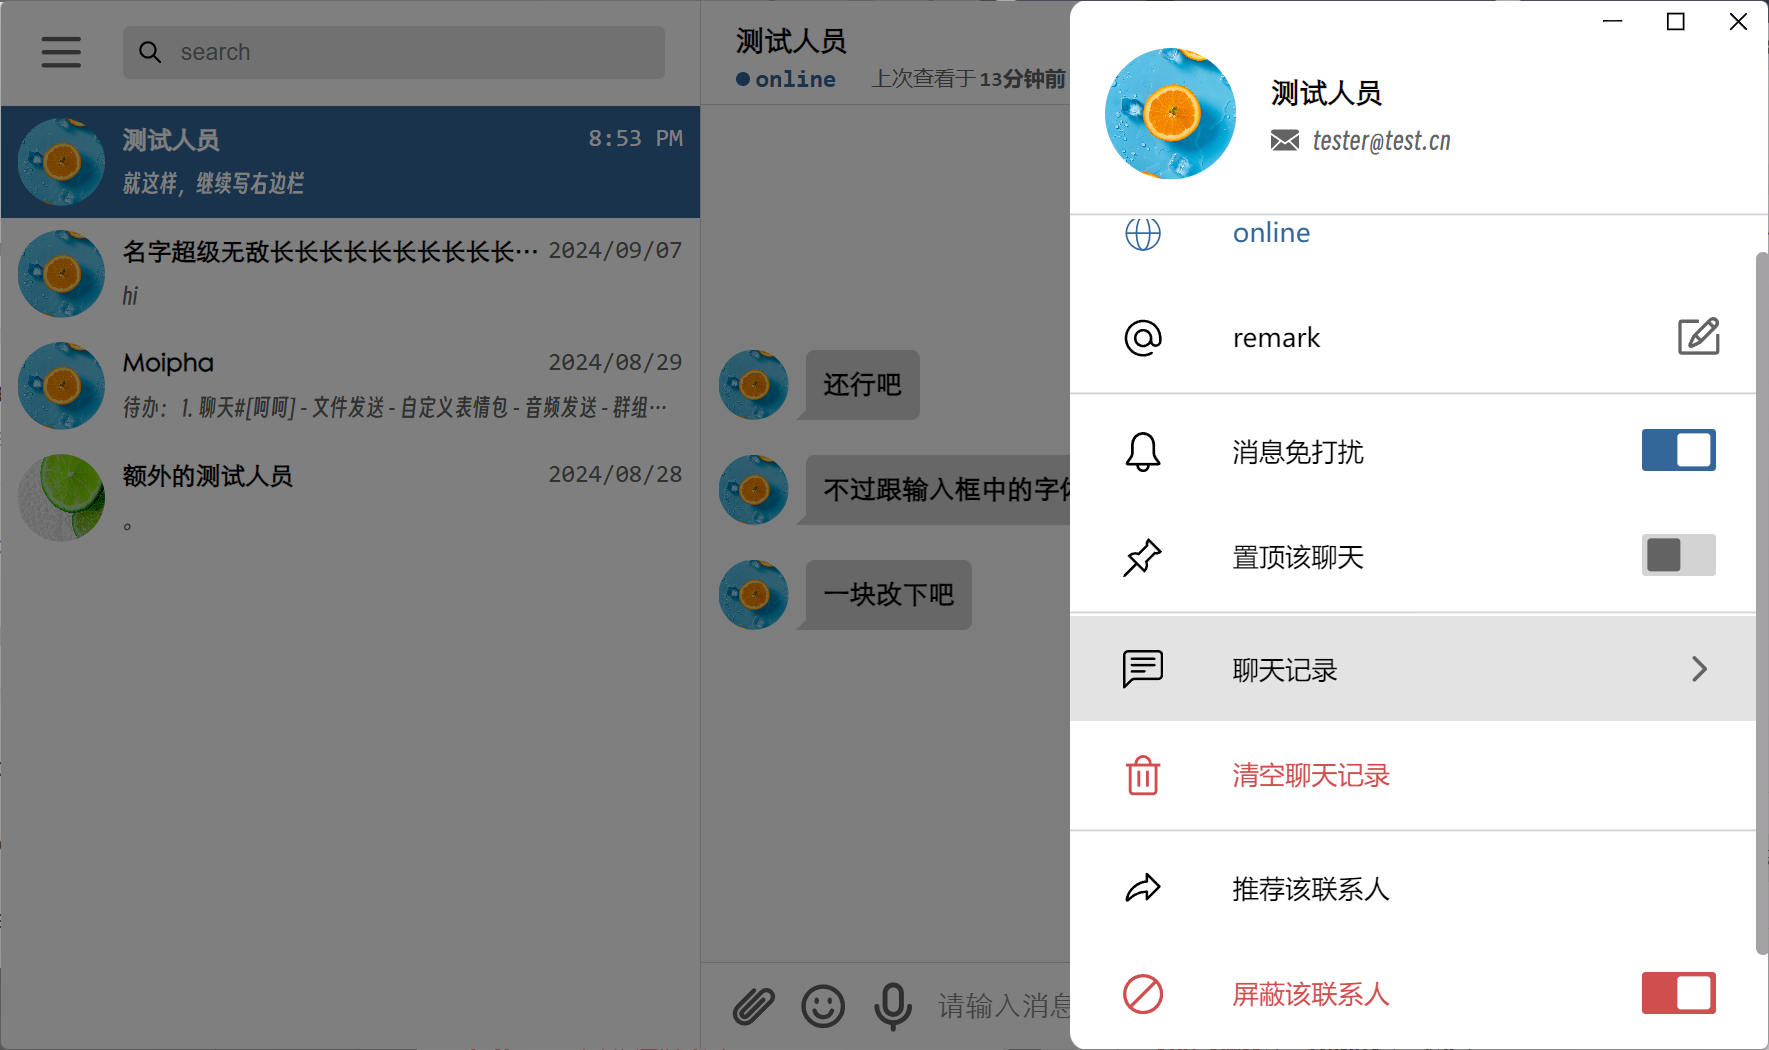 search
测试人员
8:53 PM
就这样，继续写右边栏
名字超级无敌长长长长长长长长长长…
2024/09/07
hi
Moipha
2024/08/29
待办：1. 聊天#[呵呵] - 文件发送 - 自定义表情包 - 音频发送 - 群组…
额外的测试人员
2024/08/28
。
测试人员
online
上次查看于 13分钟前
还行吧
不过跟输入框中的字
一块改下吧
请输入消息
测试人员
tester@test.cn
online
remark
消息免打扰
置顶该聊天
聊天记录
清空聊天记录
推荐该联系人
屏蔽该联系人